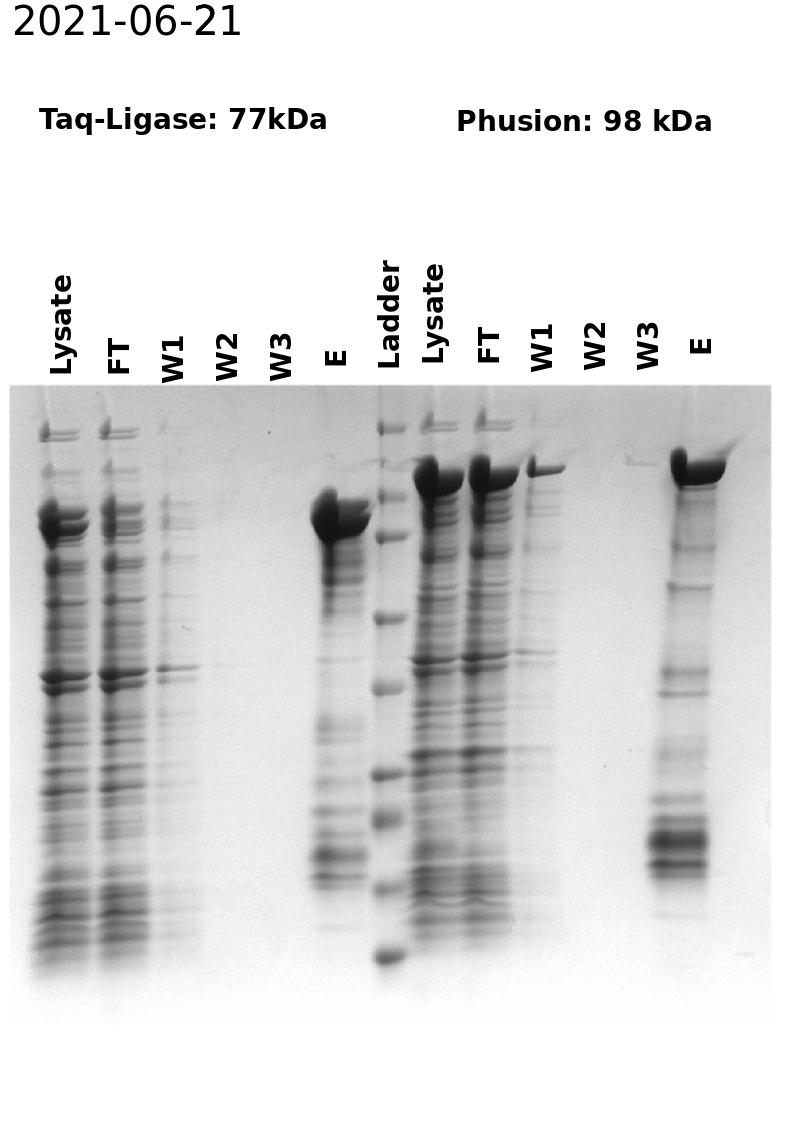 2021-06-21
Taq-Ligase: 77kDa
Phusion: 98 kDa
Lysate
FT
W1
W2
W3
E
Ladder
Lysate
FT
W1
W2
W3
E